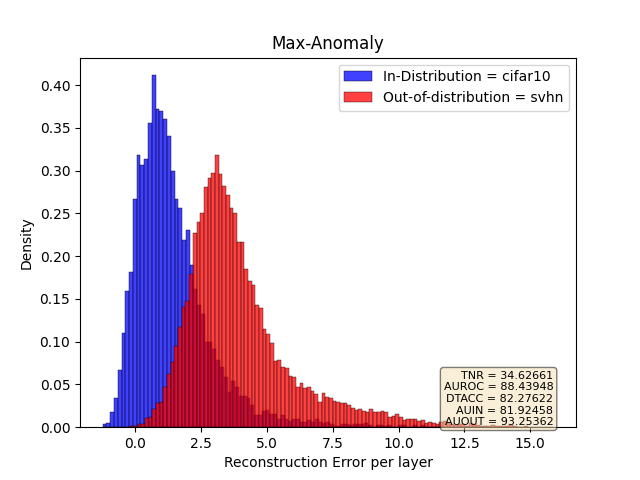 Max-Anomaly
In-Distribution = cifar10
Out-of-distribution = svhn
0.40
0.35
0.30
0.25
0.20
0.15
0.10
0.05
0.00
Density
TNR = 34.62661
AUROC = 88.43948
DTACC = 82.27622
AUIN = 81.92458
AUOUT = 93.25362
0.0 2.5 5.0 7.5 10.0 12.5 15.0
Reconstruction Error per layer